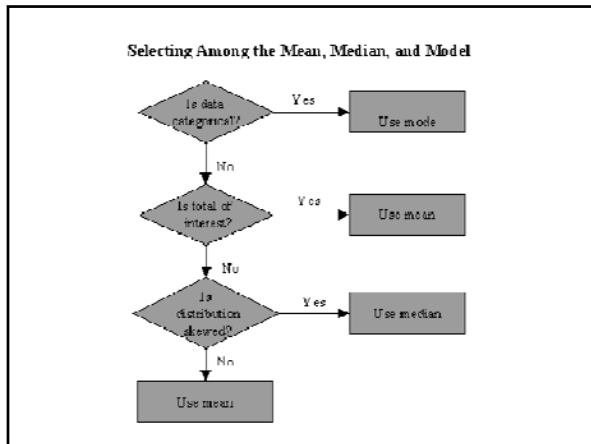 Selecting Among the Mean, Median, and Model
Is data
categorical?
Yes
Use mode
No
Is total of
interest?
Yes
Use mean
No
Is
distribution
skewed?
Yes
Use median
No
Use mean